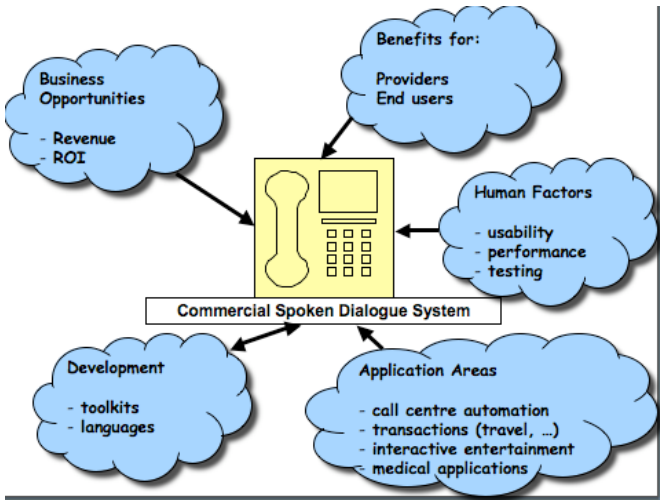 Benefits for:
Providers
End users
Business
Opportunities
- Revenue
- ROI
Human Factors
- usability
- performance
- testing
Commercial Spoken Dialogue System
Development
- toolkits
- languages
Application Areas
- call centre automation
- transactions (travel, …)
- interactive entertainment
- medical applications